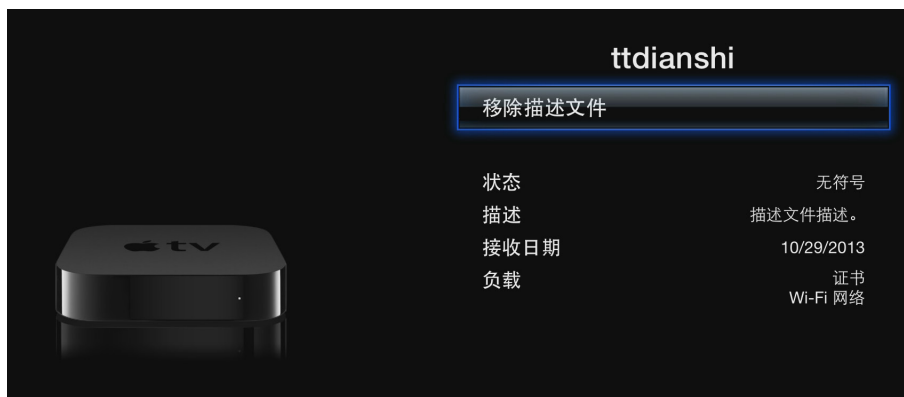 ttdianshi
移除描述文件
状态 无符号
描述 描述文件描述。
接收日期 10/29/2013
负载 证书
Wi-Fi 网络
tv